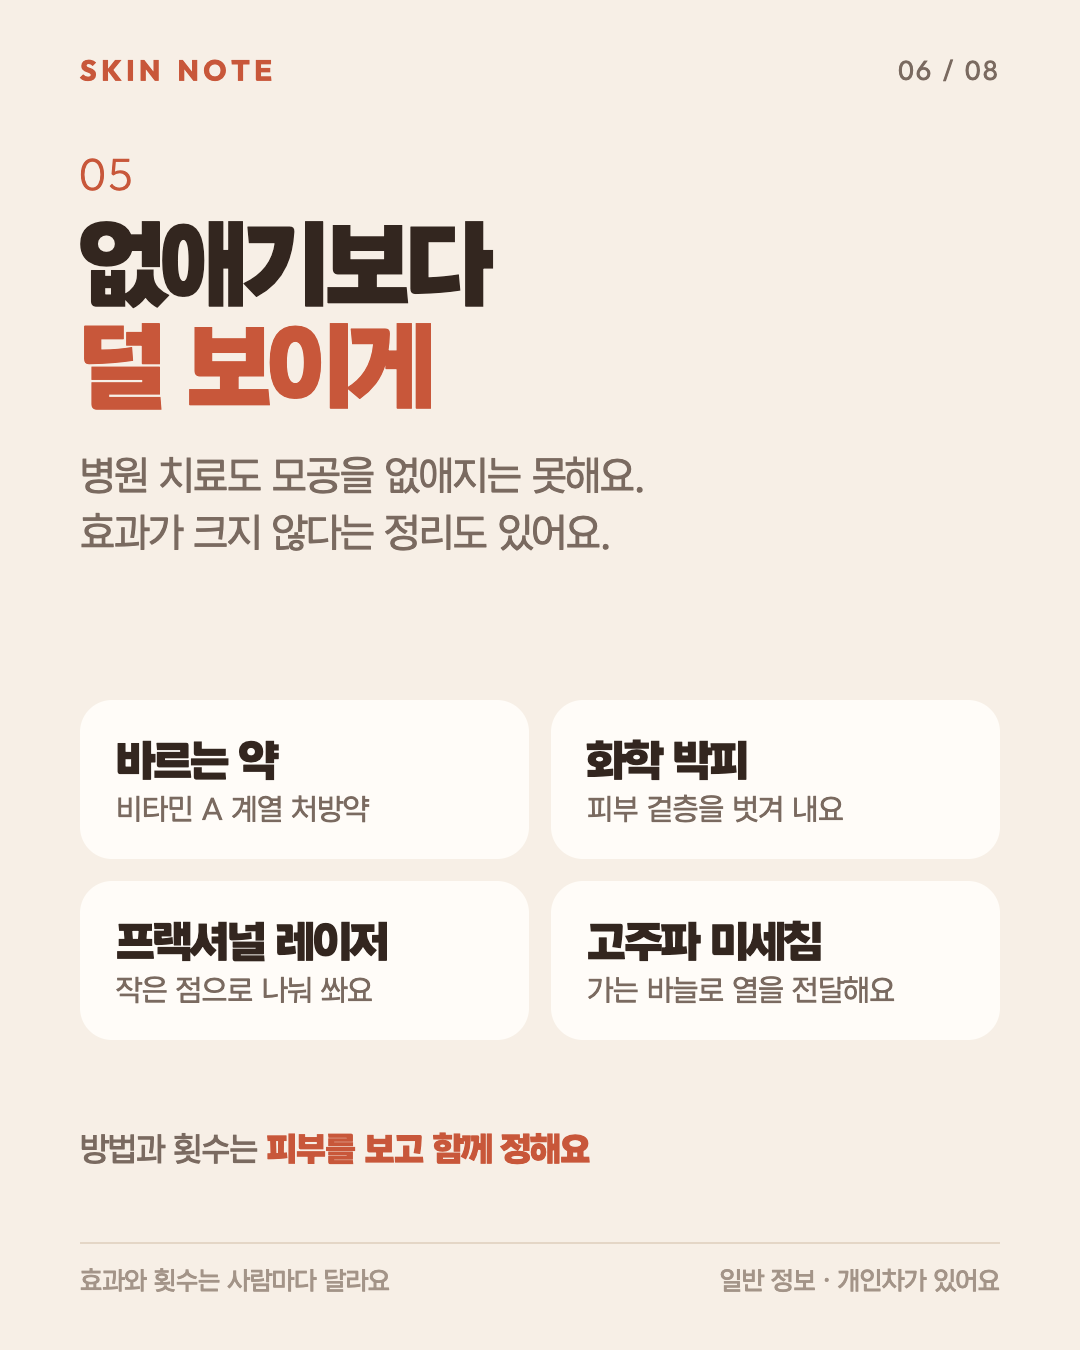 SKIN NOTE
06 / 08
05
없애기보다
덜 보이게
병원 치료도 모공을 없애지는 못해요.
효과가 크지 않다는 정리도 있어요.
바르는 약
비타민 A 계열 처방약
화학 박피
피부 겉층을 벗겨 내요
프랙셔널 레이저
작은 점으로 나눠 쏴요
고주파 미세침
가는 바늘로 열을 전달해요
방법과 횟수는 피부를 보고 함께 정해요
효과와 횟수는 사람마다 달라요
일반 정보 · 개인차가 있어요